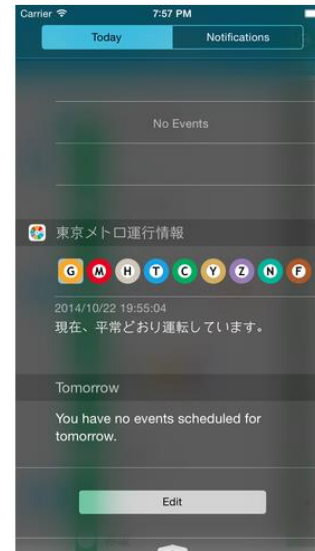 Carrier 7:57 PM
Today Notifications
No Events
東京メトロ運行情報
G M H T C Y Z N F
2014/10/22 19:55:04
現在、平常どおり運転しています。
Tomorrow
You have no events scheduled for
tomorrow.
Edit